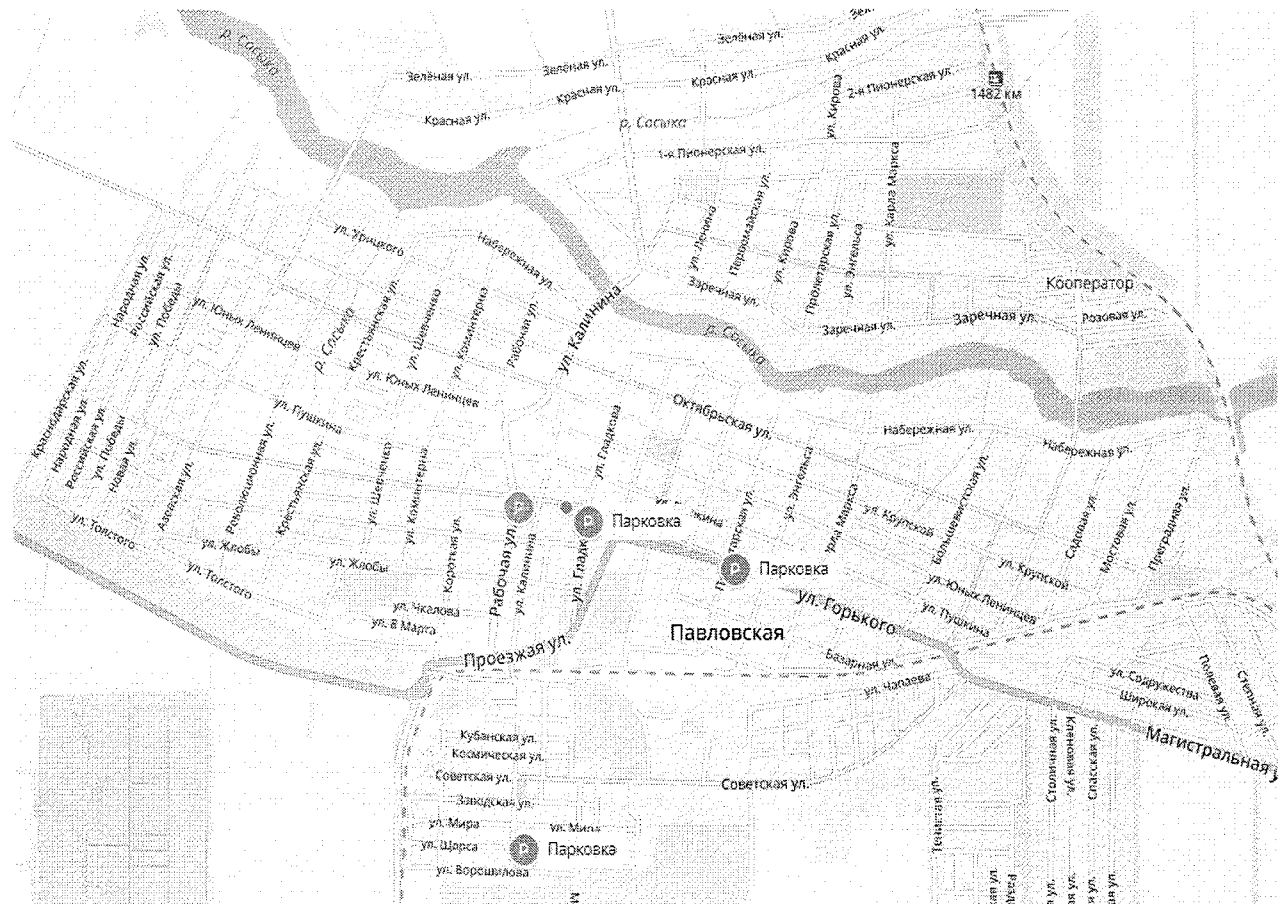 Зелёная ул.
Красная ул.
Зелёная ул.
Зелёная ул.
р. Сосыка
Зелёная ул.
Красная ул.
Красная ул.
2-я Пионерская ул.
ул. Кирова
1482 км
Красная ул.
р. Сосыка
1-я Пионерская ул.
ул. Карла Маркса
ул. Ленина
Первомайская ул.
ул. Кирова
Пролетарская ул.
ул. Энгельса
ул. Урицкого
Набережная ул.
Заречная ул.
Кооператор
Народная ул.
Российская ул.
ул. Победы
ул. Юных Ленинцев
р. Сосыка
Крестьянская ул.
ул. Шевченко
ул. Коминтерна
Рабочая ул.
ул. Калинина
р. Сосыка
Заречная ул.
Заречная ул.
Розовая ул.
ул. Юных Ленинцев
Краснодарская ул.
Народная ул.
Российская ул.
ул. Победы
Новая ул.
ул. Пушкина
Октябрьская ул.
ул. Гладкова
Набережная ул.
Набережная ул.
Азовская ул.
Революционная ул.
Крестьянская ул.
ул. Шевченко
ул. Коминтерна
Короткая ул.
ул. Энгельса
Большевистская ул.
Садовая ул.
Мостовая ул.
Преградная ул.
ул. Толстого
ул. Жлобы
ул. Жлобы
Рабочая ул.
ул. Калинина
Парковка
Парковка
ул. Крупской
ул. Крупской
ул. Толстого
ул. Чкалова
ул. 8 Марта
Проезжая ул.
Павловская
ул. Горького
ул. Юных Ленинцев
ул. Пушкина
Базарная ул.
ул. Чапаева
ул. Содружества
Широкая ул.
Полевая ул.
Степная ул.
Кубанская ул.
Космическая ул.
Советская ул.
Советская ул.
Магистральная у
Столичная ул.
Кленовая ул.
Спасская ул.
Заводская ул.
ул. Мира
ул. Мира
ул. Щорса
Парковка
ул. Ворошилова